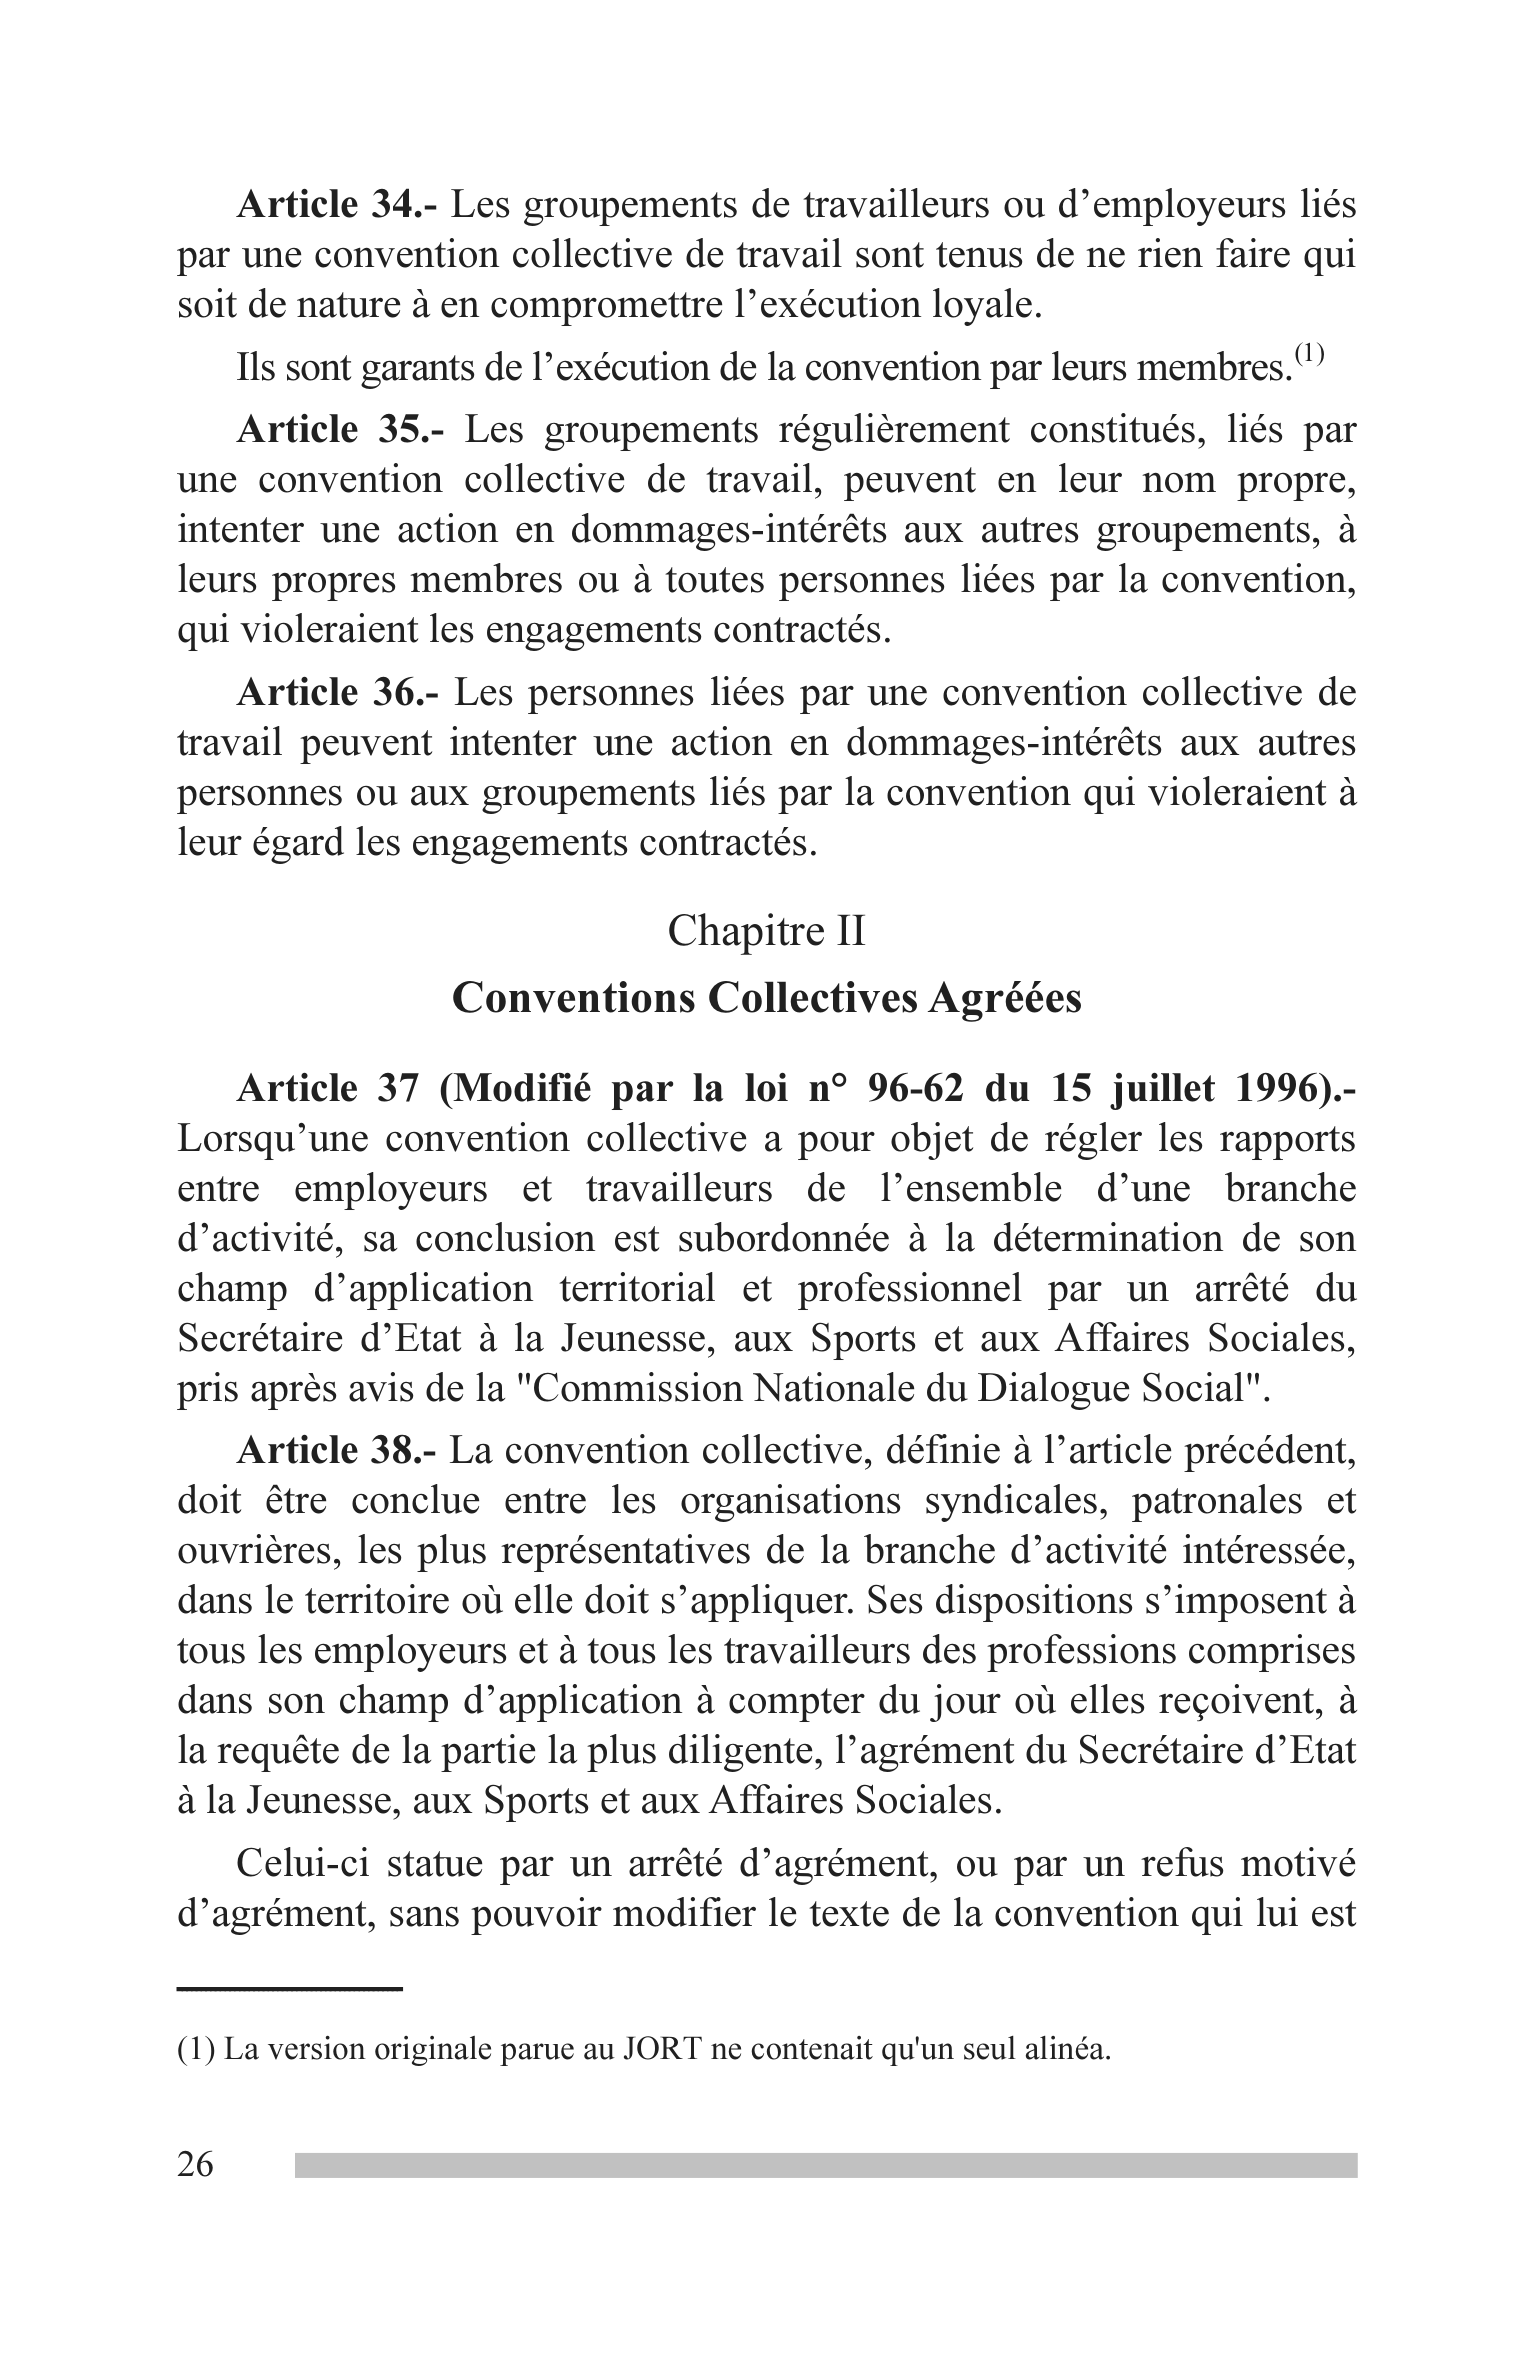 Article 34.- Les groupements de travailleurs ou d’employeurs liés
par une convention collective de travail sont tenus de ne rien faire qui
soit de nature à en compromettre l’exécution loyale.
Ils sont garants de l’exécution de la convention par leurs membres.(1)
Article 35.- Les groupements régulièrement constitués, liés par
une convention collective de travail, peuvent en leur nom propre,
intenter une action en dommages-intérêts aux autres groupements, à
leurs propres membres ou à toutes personnes liées par la convention,
qui violeraient les engagements contractés.
Article 36.- Les personnes liées par une convention collective de
travail peuvent intenter une action en dommages-intérêts aux autres
personnes ou aux groupements liés par la convention qui violeraient à
leur égard les engagements contractés.
Chapitre II
Conventions Collectives Agréées
Article 37 (Modifié par la loi n° 96-62 du 15 juillet 1996).-
Lorsqu’une convention collective a pour objet de régler les rapports
entre employeurs et travailleurs de l’ensemble d’une branche
d’activité, sa conclusion est subordonnée à la détermination de son
champ d’application territorial et professionnel par un arrêté du
Secrétaire d’Etat à la Jeunesse, aux Sports et aux Affaires Sociales,
pris après avis de la "Commission Nationale du Dialogue Social".
Article 38.- La convention collective, définie à l’article précédent,
doit être conclue entre les organisations syndicales, patronales et
ouvrières, les plus représentatives de la branche d’activité intéressée,
dans le territoire où elle doit s’appliquer. Ses dispositions s’imposent à
tous les employeurs et à tous les travailleurs des professions comprises
dans son champ d’application à compter du jour où elles reçoivent, à
la requête de la partie la plus diligente, l’agrément du Secrétaire d’Etat
à la Jeunesse, aux Sports et aux Affaires Sociales.
Celui-ci statue par un arrêté d’agrément, ou par un refus motivé
d’agrément, sans pouvoir modifier le texte de la convention qui lui est
(1) La version originale parue au JORT ne contenait qu'un seul alinéa.
26